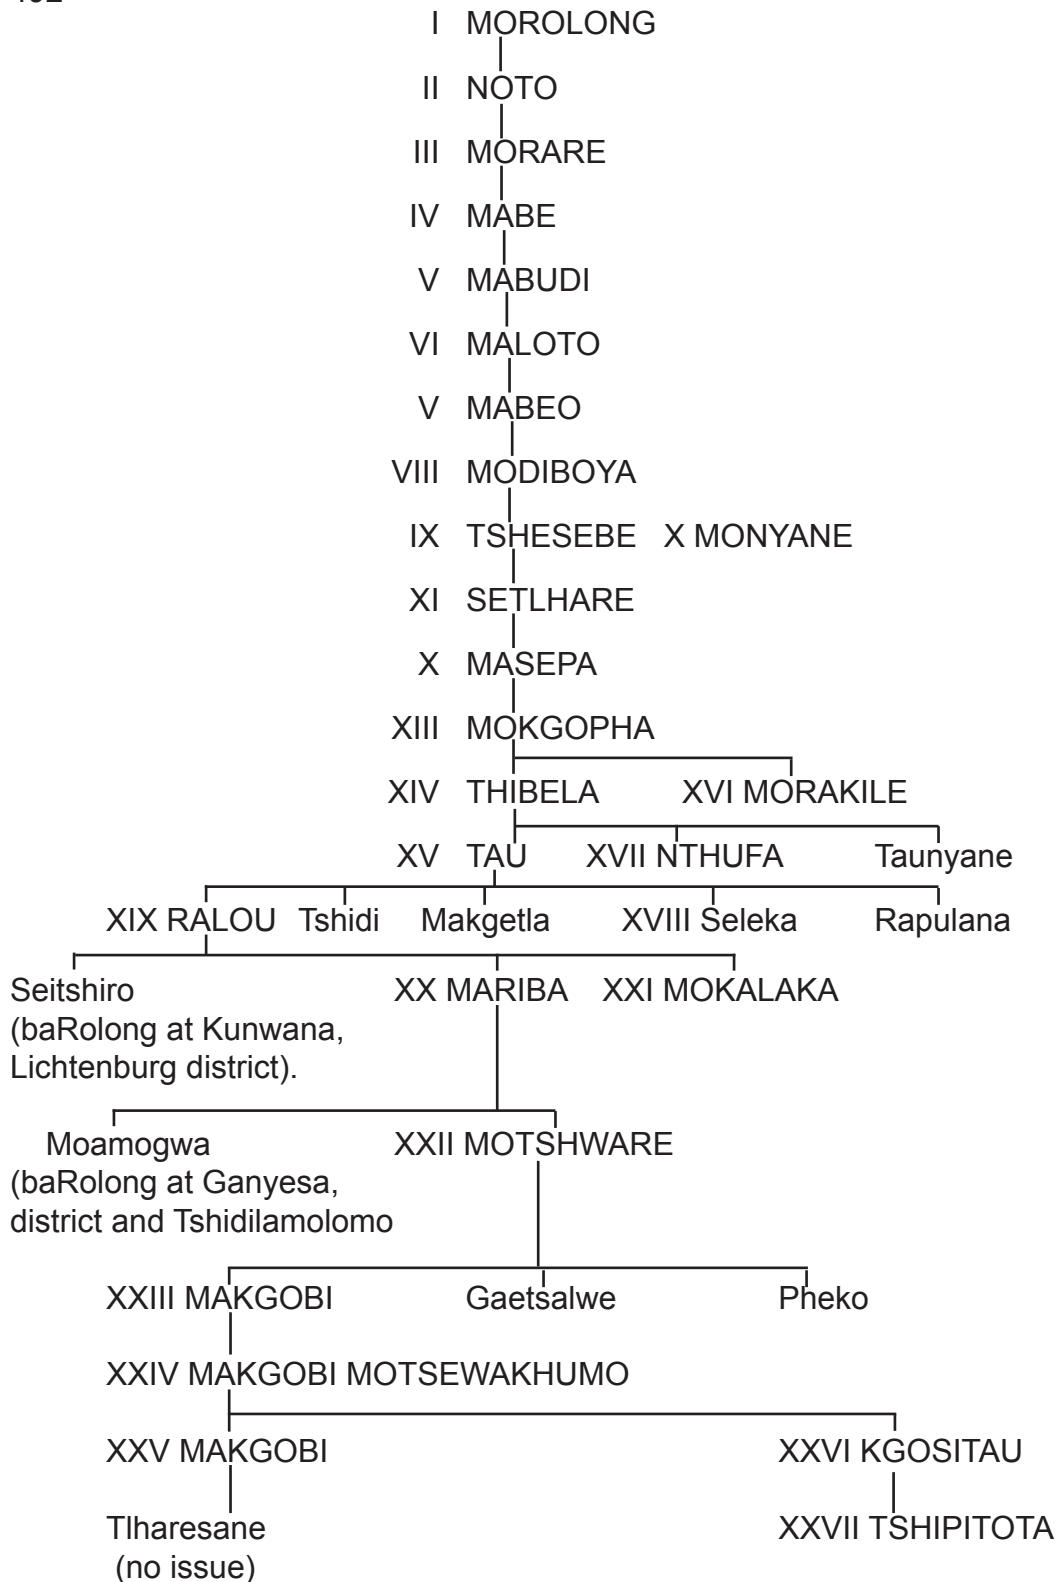 I MOROLONG
II NOTO
III MORARE
IV MABE
V MABUDI
VI MALOTO
V MABEO
VIII MODIBOYA
IX TSHESEBE X MONYANE
XI SETLHARE
X MASEPA
XIII MOKGOPHA
XIV THIBELA XVI MORAKILE
XV TAU XVII NTHUFA Taunyane
XIX RALOU Tshidi Makgetla XVIII Seleka Rapulana
Seitshiro XX MARIBA XXI MOKALAKA
(baRolong at Kunwana,
Lichtenburg district).
Moamogwa XXII MOTSHWARE
(baRolong at Ganyesa,
district and Tshidilamolomo
XXIII MAKGOBI Gaetsalwe Pheko
XXIV MAKGOBI MOTSEWAKHUMO
XXV MAKGOBI XXVI KGOSITAU
Tlharesane XXVII TSHIPITOTA
(no issue)